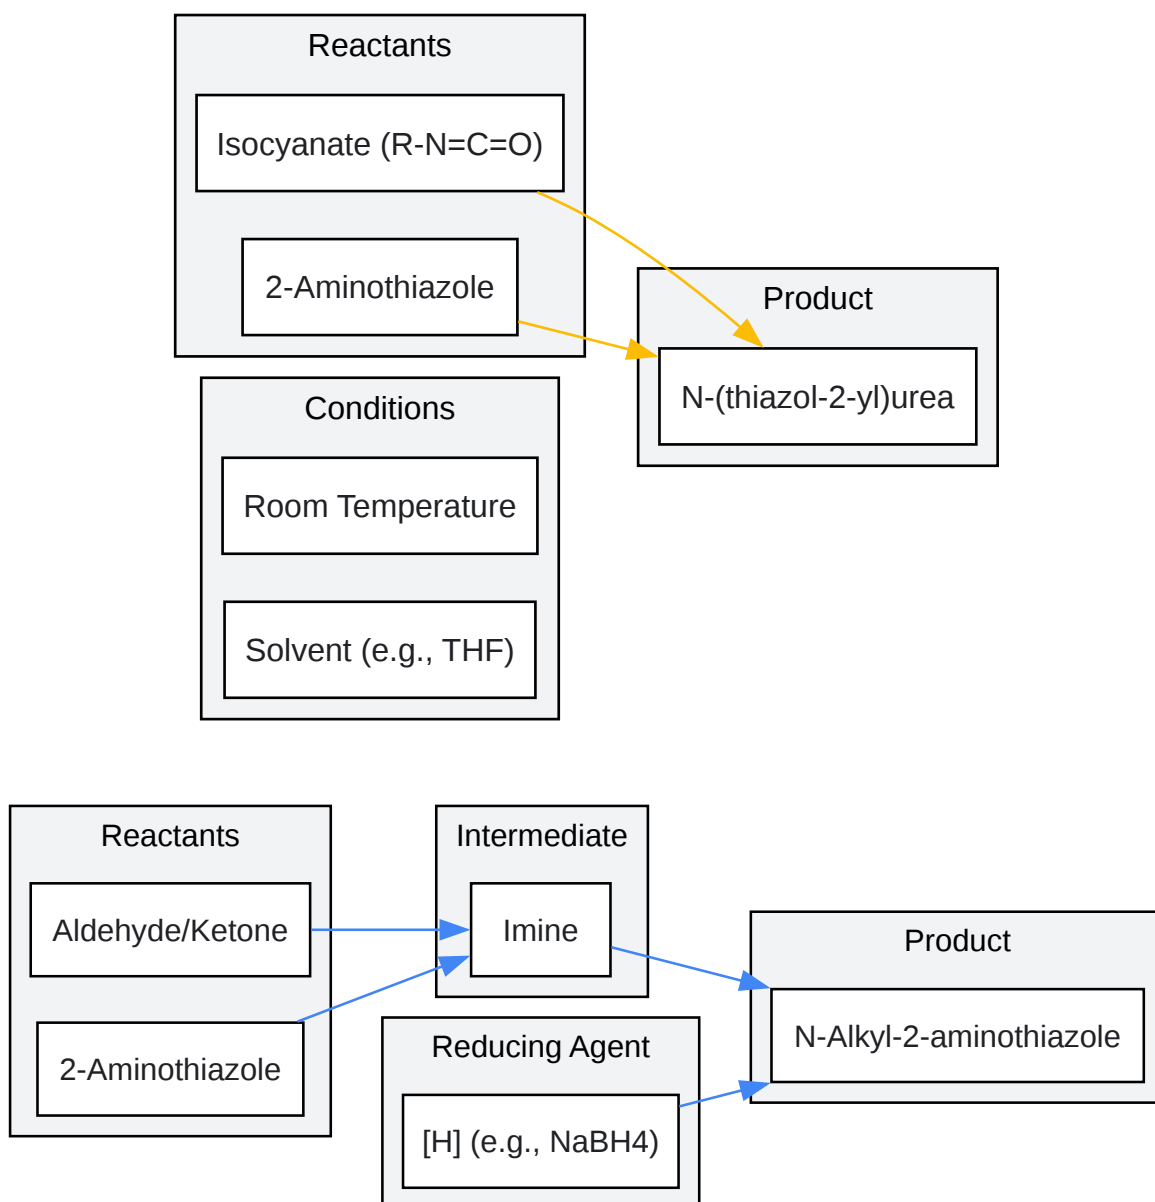 Reactants
Isocyanate (R-N=C=O)
2-Aminothiazole
Product
N-(thiazol-2-yl)urea
Conditions
Room Temperature
Solvent (e.g., THF)
Reactants
Aldehyde/Ketone
2-Aminothiazole
Intermediate
Imine
Reducing Agent
[H] (e.g., NaBH4)
Product
N-Alkyl-2-aminothiazole